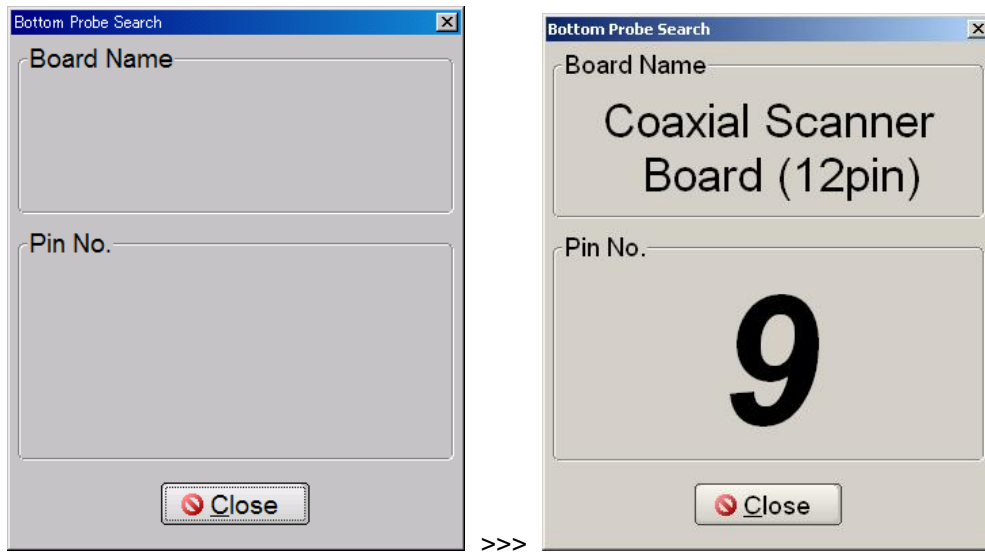 Bottom Probe Search
Board Name
Pin No.
Close
>>>
Bottom Probe Search
Board Name
Coaxial Scanner
Board (12pin)
Pin No.
9
Close